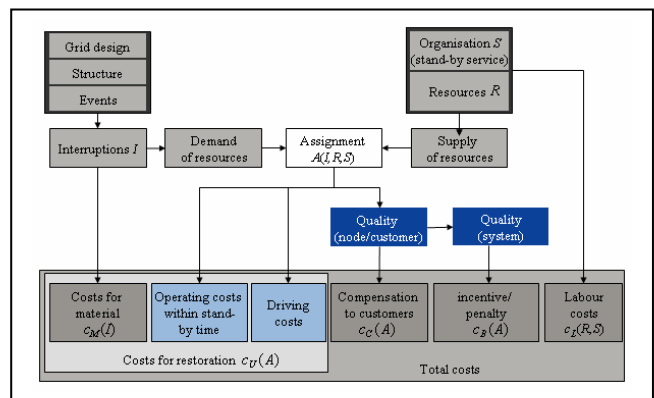 Grid design
Structure
Events
Organisation S
(stand-by service)
Resources R
Interruptions I
Demand
of resources
Assignment
A(I,R,S)
Supply
of resources
Quality
(node/customer)
Quality
(system)
Costs for
material
c_M(I)
Operating costs
within stand-
by time
Driving
costs
Compensation
to customers
c_C(A)
incentive/
penalty
c_B(A)
Labour
costs
c_L(R,S)
Costs for restoration c_U(A)
Total costs